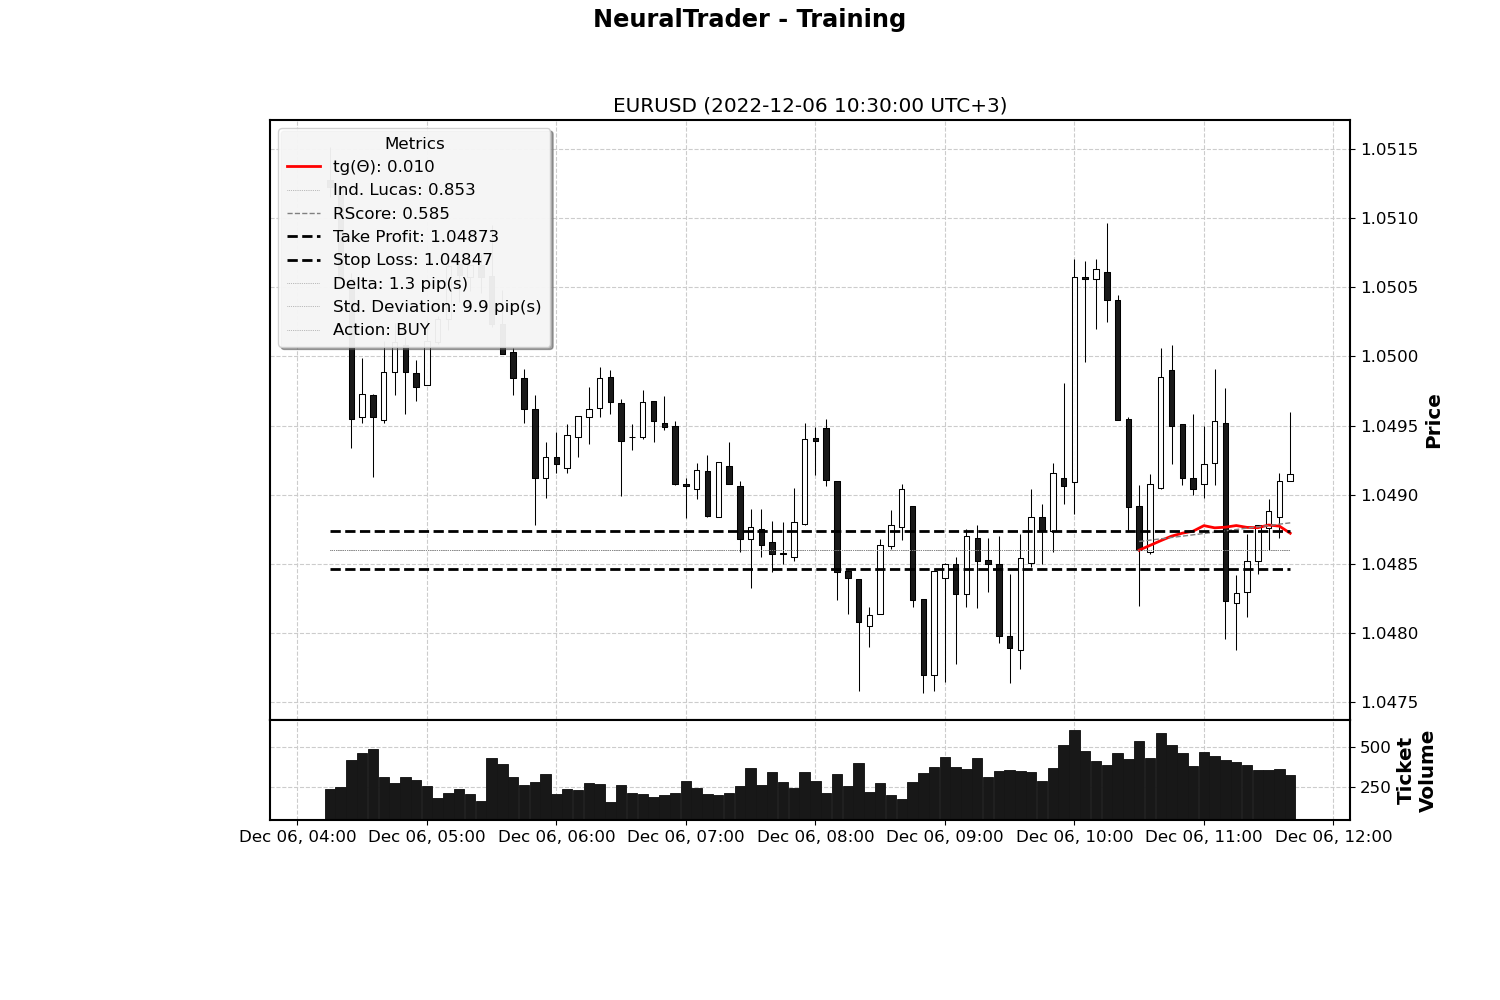 NeuralTrader - Training
EURUSD (2022-12-06 10:30:00 UTC+3)
Metrics
tg(Θ): 0.010
Ind. Lucas: 0.853
RScore: 0.585
Take Profit: 1.04873
Stop Loss: 1.04847
Delta: 1.3 pip(s)
Std. Deviation: 9.9 pip(s)
Action: BUY
1.0515
1.0510
1.0505
1.0500
1.0495
1.0490
1.0485
1.0480
1.0475
Price
500
250
Ticket
Volume
Dec 06, 04:00 Dec 06, 05:00 Dec 06, 06:00 Dec 06, 07:00 Dec 06, 08:00 Dec 06, 09:00 Dec 06, 10:00 Dec 06, 11:00 Dec 06, 12:00